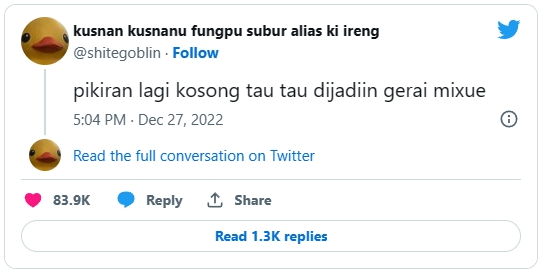 kusnan kusnanu fungpu subur alias ki ireng
@shitegoblin · Follow
pikiran lagi kosong tau tau dijadiin gerai mixue
5:04 PM · Dec 27, 2022
Read the full conversation on Twitter
83.9K Reply Share
Read 1.3K replies